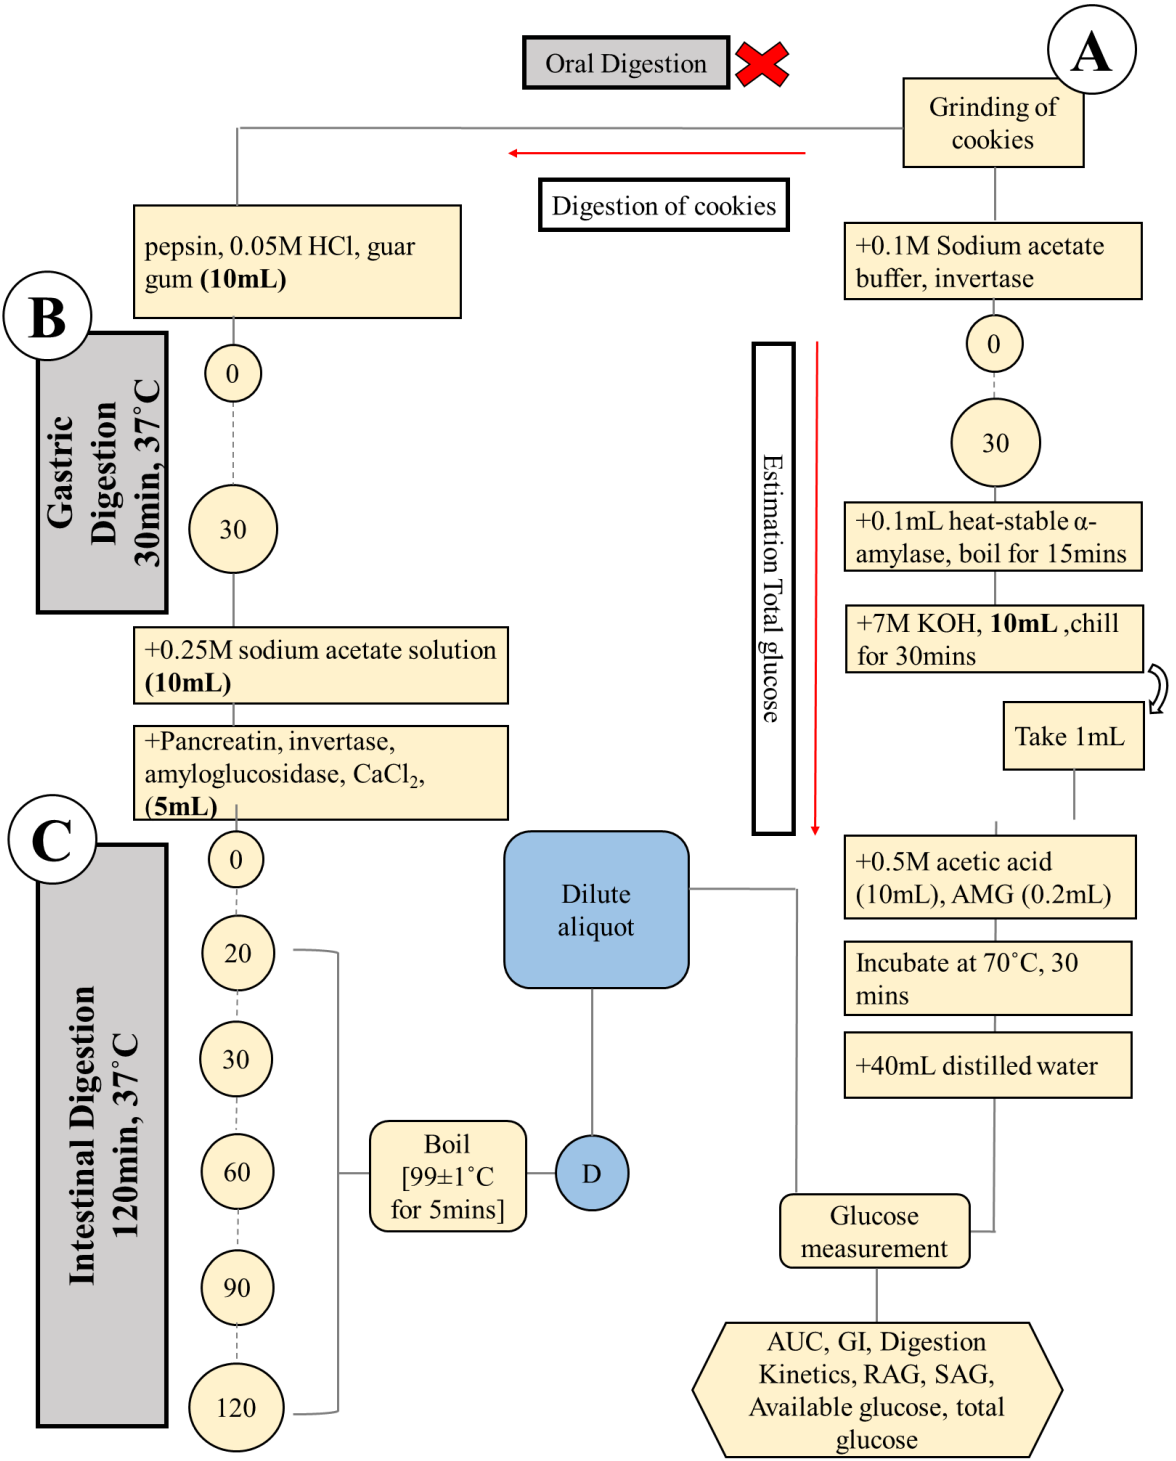 A
Oral Digestion
Grinding of
cookies
Digestion of cookies
pepsin, 0.05M HCl, guar
gum (10mL)
B
Gastric
Digestion
30min, 37˚C
0
30
+0.25M sodium acetate solution
(10mL)
+Pancreatin, invertase,
amyloglucosidase, CaCl₂,
(5mL)
C
Intestinal Digestion
120min, 37˚C
0
20
30
60
90
120
Boil
[99±1˚C
for 5mins]
D
Dilute
aliquot
Estimation Total glucose
+0.1M Sodium acetate
buffer, invertase
0
30
+0.1mL heat-stable α-
amylase, boil for 15mins
+7M KOH, 10mL ,chill
for 30mins
Take 1mL
+0.5M acetic acid
(10mL), AMG (0.2mL)
Incubate at 70˚C, 30
mins
+40mL distilled water
Glucose
measurement
AUC, GI, Digestion
Kinetics, RAG, SAG,
Available glucose, total
glucose